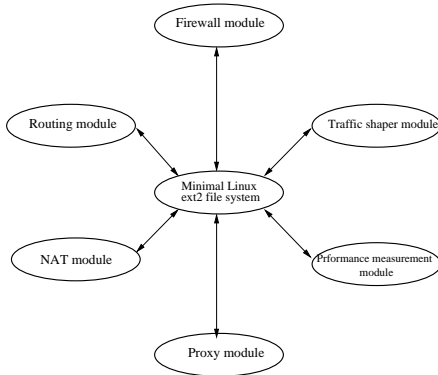 Firewall module
Routing module
Traffic shaper module
Minimal Linux
ext2 file system
NAT module
Prformance measurement
module
Proxy module